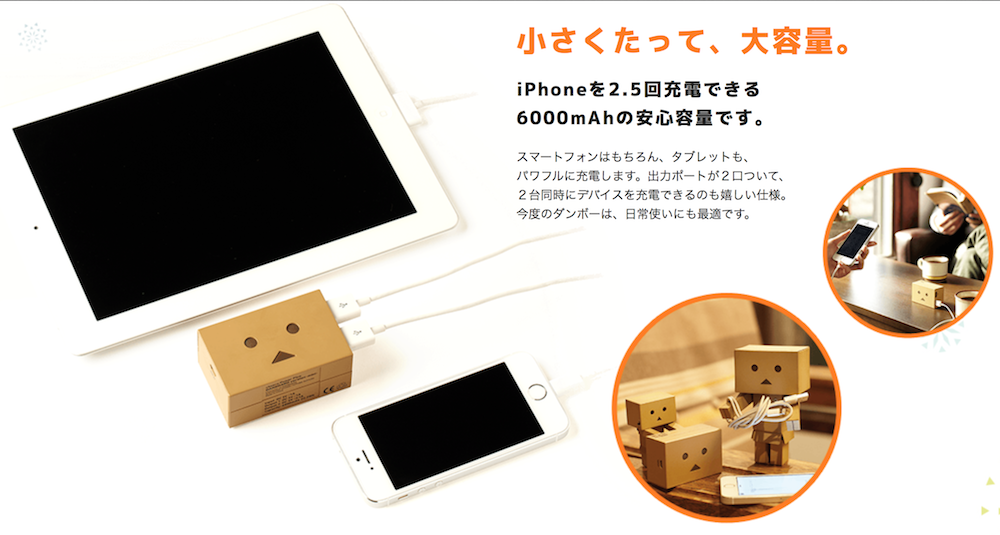 小さくたって、大容量。
iPhoneを2.5回充電できる
6000mAhの安心容量です。
スマートフォンはもちろん、タブレットも、
パワフルに充電します。出力ポートが２口ついて、
２台同時にデバイスを充電できるのも嬉しい仕様。
今度のダンボーは、日常使いにも最適です。
CE